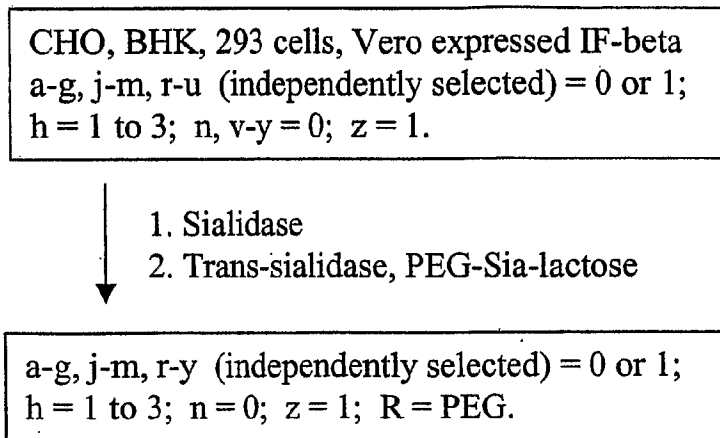 CHO, BHK, 293 cells, Vero expressed IF-beta
a-g, j-m, r-u (independently selected) = 0 or 1;
h = 1 to 3; n, v-y = 0; z = 1.
1. Sialidase
2. Trans-sialidase, PEG-Sia-lactose
a-g, j-m, r-y (independently selected) = 0 or 1;
h = 1 to 3; n = 0; z = 1; R = PEG.